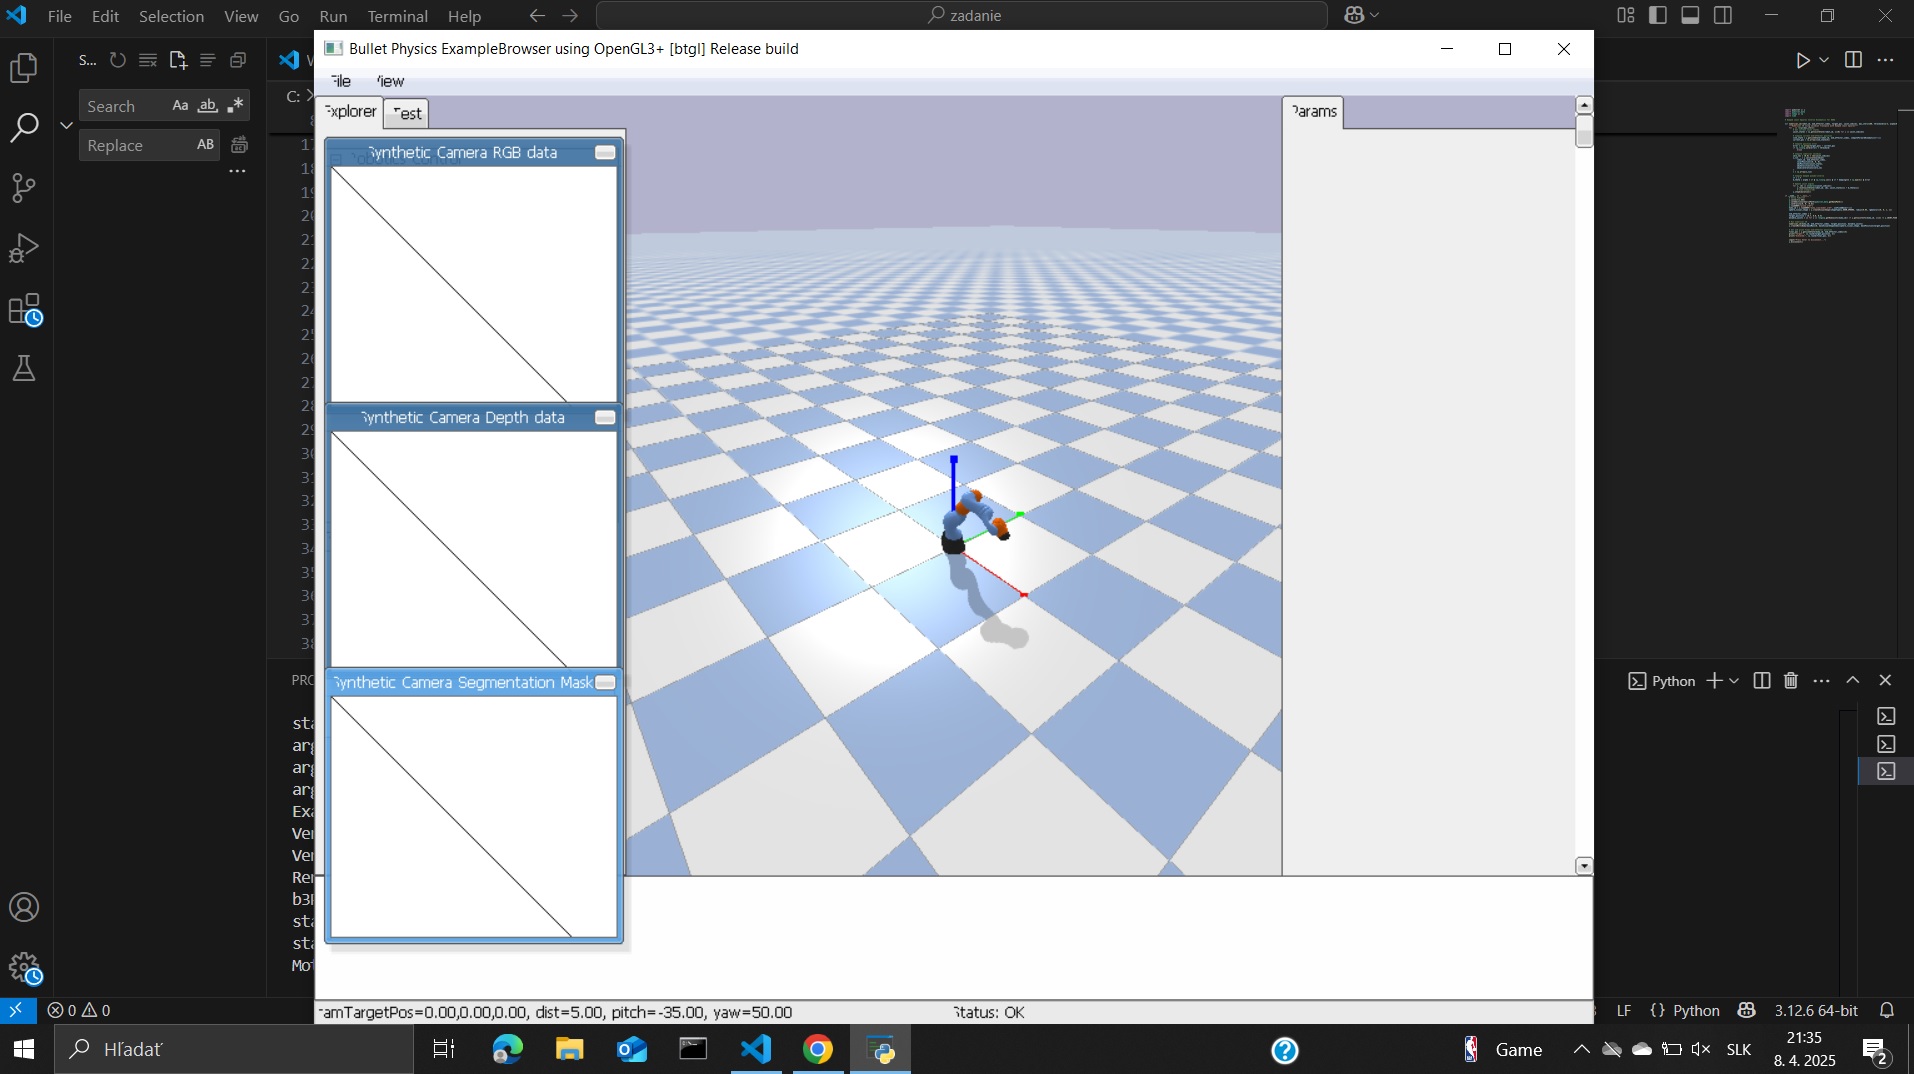 File Edit Selection View Go Run Terminal Help
zadanie
Bullet Physics ExampleBrowser using OpenGL3+ [btgl] Release build
S...
File View
Search Aa ab
Explorer Test
Params
C:
Replace AB
Synthetic Camera RGB data
17
18
19
20
21
22
23
24
25
26
27
28
Synthetic Camera Depth data
29
30
31
32
33
34
35
36
37
38
PRO
Synthetic Camera Segmentation Mask
Python
sta
arg
arg
arg
Exa
Ver
Ver
Ren
b3P
sta
sta
Mot
0 0
LF {} Python 3.12.6 64-bit
amTargetPos=0.00,0.00,0.00, dist=5.00, pitch=-35.00, yaw=50.00
Status: OK
Hľadať
Game
SLK
21:35
8. 4. 2025
2